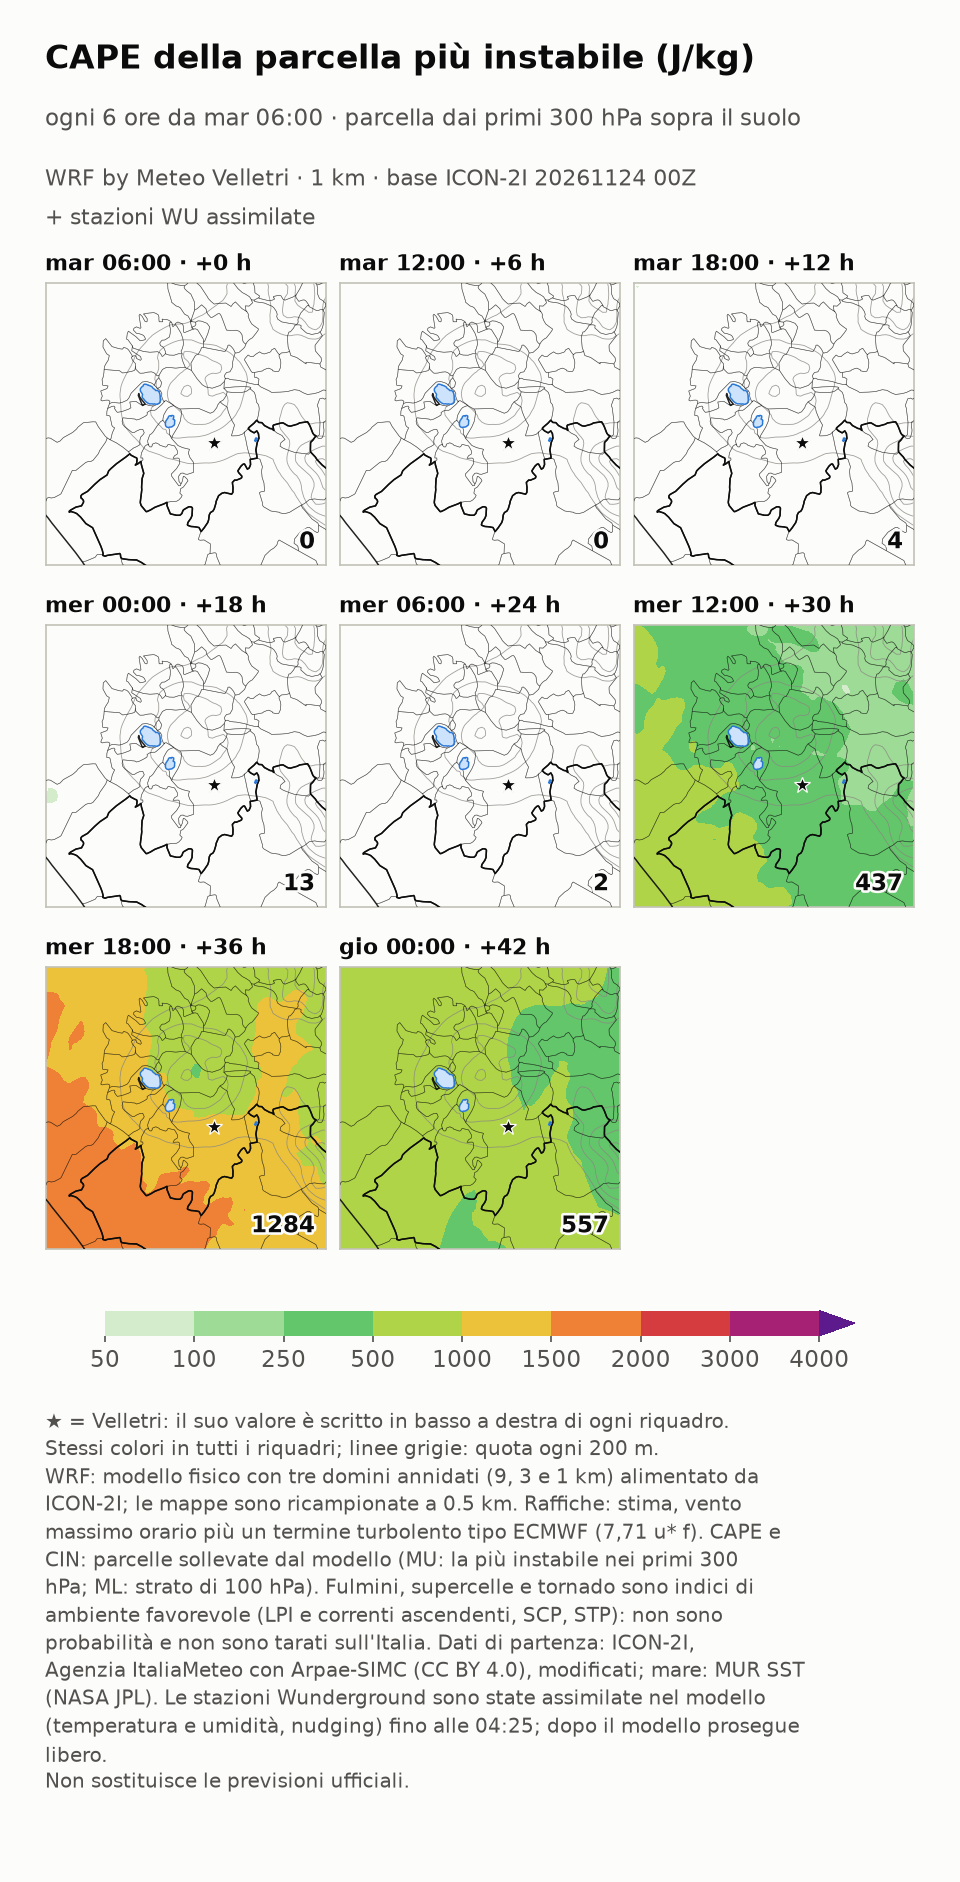 CAPE della parcella più instabile (J/kg)
ogni 6 ore da mar 06:00 · parcella dai primi 300 hPa sopra il suolo
WRF by Meteo Velletri · 1 km · base ICON-2I 20261124 00Z
+ stazioni WU assimilate
mar 06:00 · +0 h
mar 12:00 · +6 h
mar 18:00 · +12 h
0
0
4
mer 00:00 · +18 h
mer 06:00 · +24 h
mer 12:00 · +30 h
13
2
437
mer 18:00 · +36 h
gio 00:00 · +42 h
1284
557
50 100 250 500 1000 1500 2000 3000 4000
★ = Velletri: il suo valore è scritto in basso a destra di ogni riquadro.
Stessi colori in tutti i riquadri; linee grigie: quota ogni 200 m.
WRF: modello fisico con tre domini annidati (9, 3 e 1 km) alimentato da
ICON-2I; le mappe sono ricampionate a 0.5 km. Raffiche: stima, vento
massimo orario più un termine turbolento tipo ECMWF (7,71 u* f). CAPE e
CIN: parcelle sollevate dal modello (MU: la più instabile nei primi 300
hPa; ML: strato di 100 hPa). Fulmini, supercelle e tornado sono indici di
ambiente favorevole (LPI e correnti ascendenti, SCP, STP): non sono
probabilità e non sono tarati sull'Italia. Dati di partenza: ICON-2I,
Agenzia ItaliaMeteo con Arpae-SIMC (CC BY 4.0), modificati; mare: MUR SST
(NASA JPL). Le stazioni Wunderground sono state assimilate nel modello
(temperatura e umidità, nudging) fino alle 04:25; dopo il modello prosegue
libero.
Non sostituisce le previsioni ufficiali.